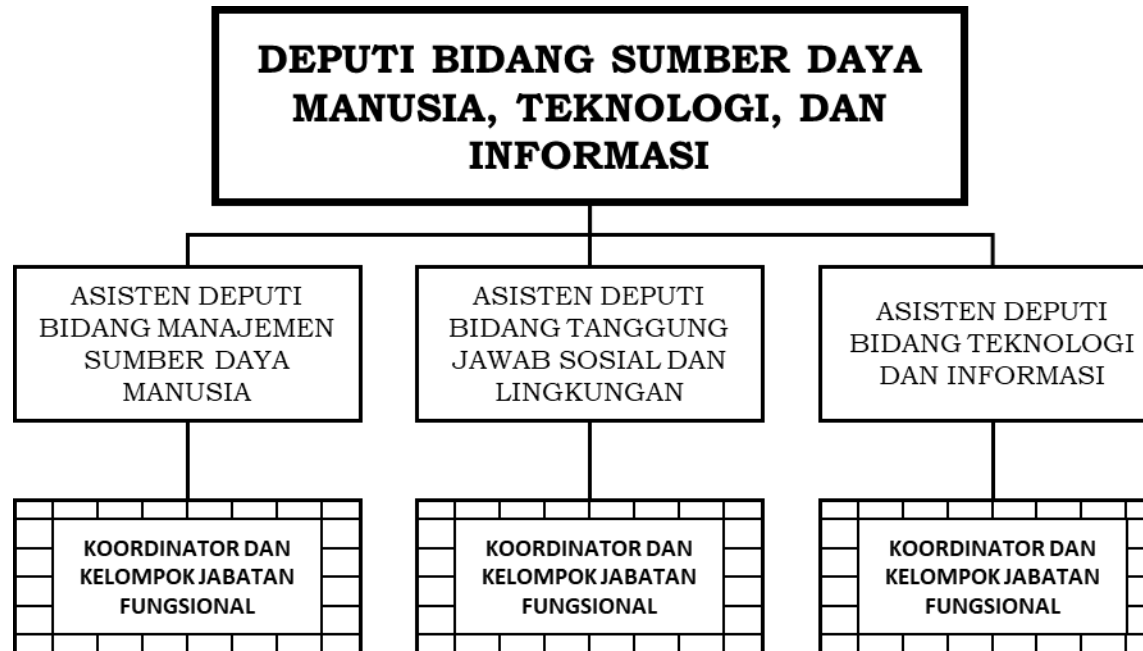 DEPUTI BIDANG SUMBER DAYA
MANUSIA, TEKNOLOGI, DAN
INFORMASI
ASISTEN DEPUTI
BIDANG MANAJEMEN
SUMBER DAYA
MANUSIA
ASISTEN DEPUTI
BIDANG TANGGUNG
JAWAB SOSIAL DAN
LINGKUNGAN
ASISTEN DEPUTI
BIDANG TEKNOLOGI
DAN INFORMASI
KOORDINATOR DAN
KELOMPOK JABATAN
FUNGSIONAL
KOORDINATOR DAN
KELOMPOK JABATAN
FUNGSIONAL
KOORDINATOR DAN
KELOMPOK JABATAN
FUNGSIONAL